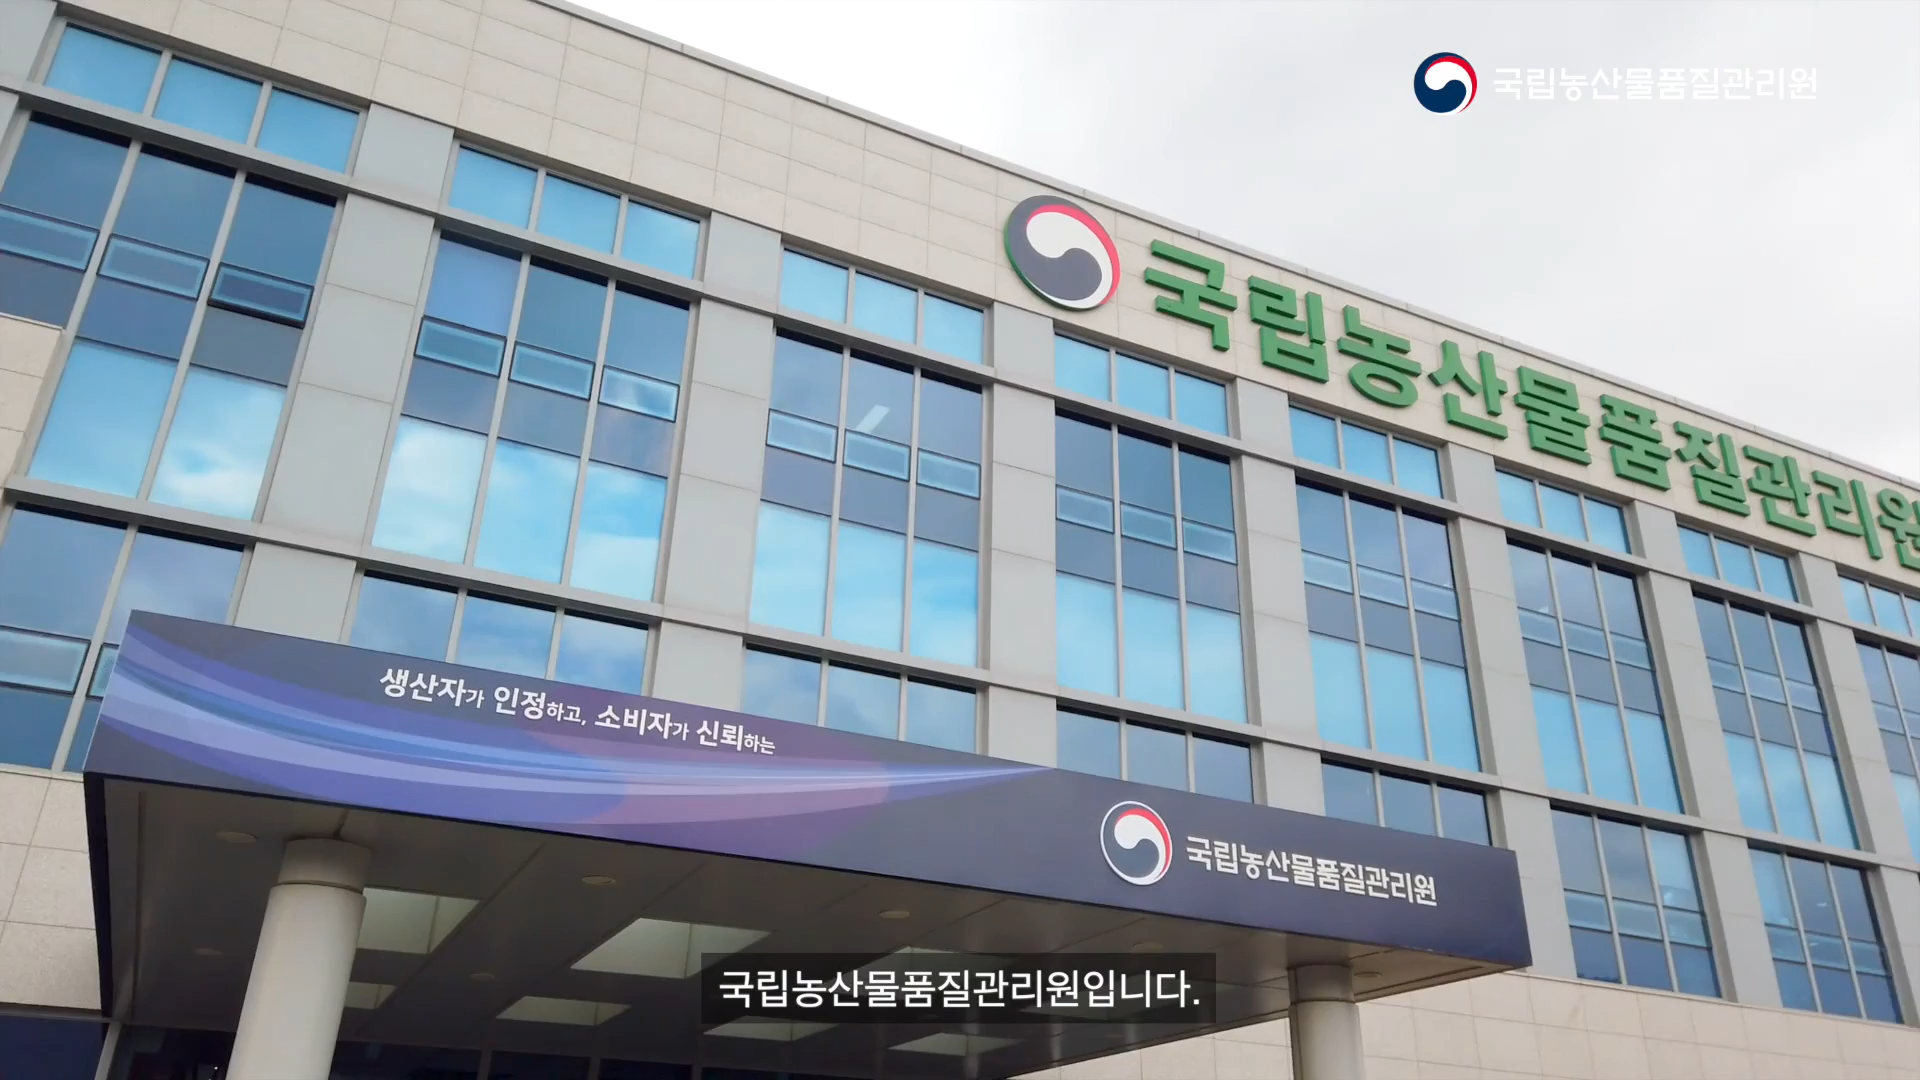 국립농산물품질관리원
국립농산물품질관리원
생산자가 인정하고, 소비자가 신뢰하는
국립농산물품질관리원
국립농산물품질관리원입니다.